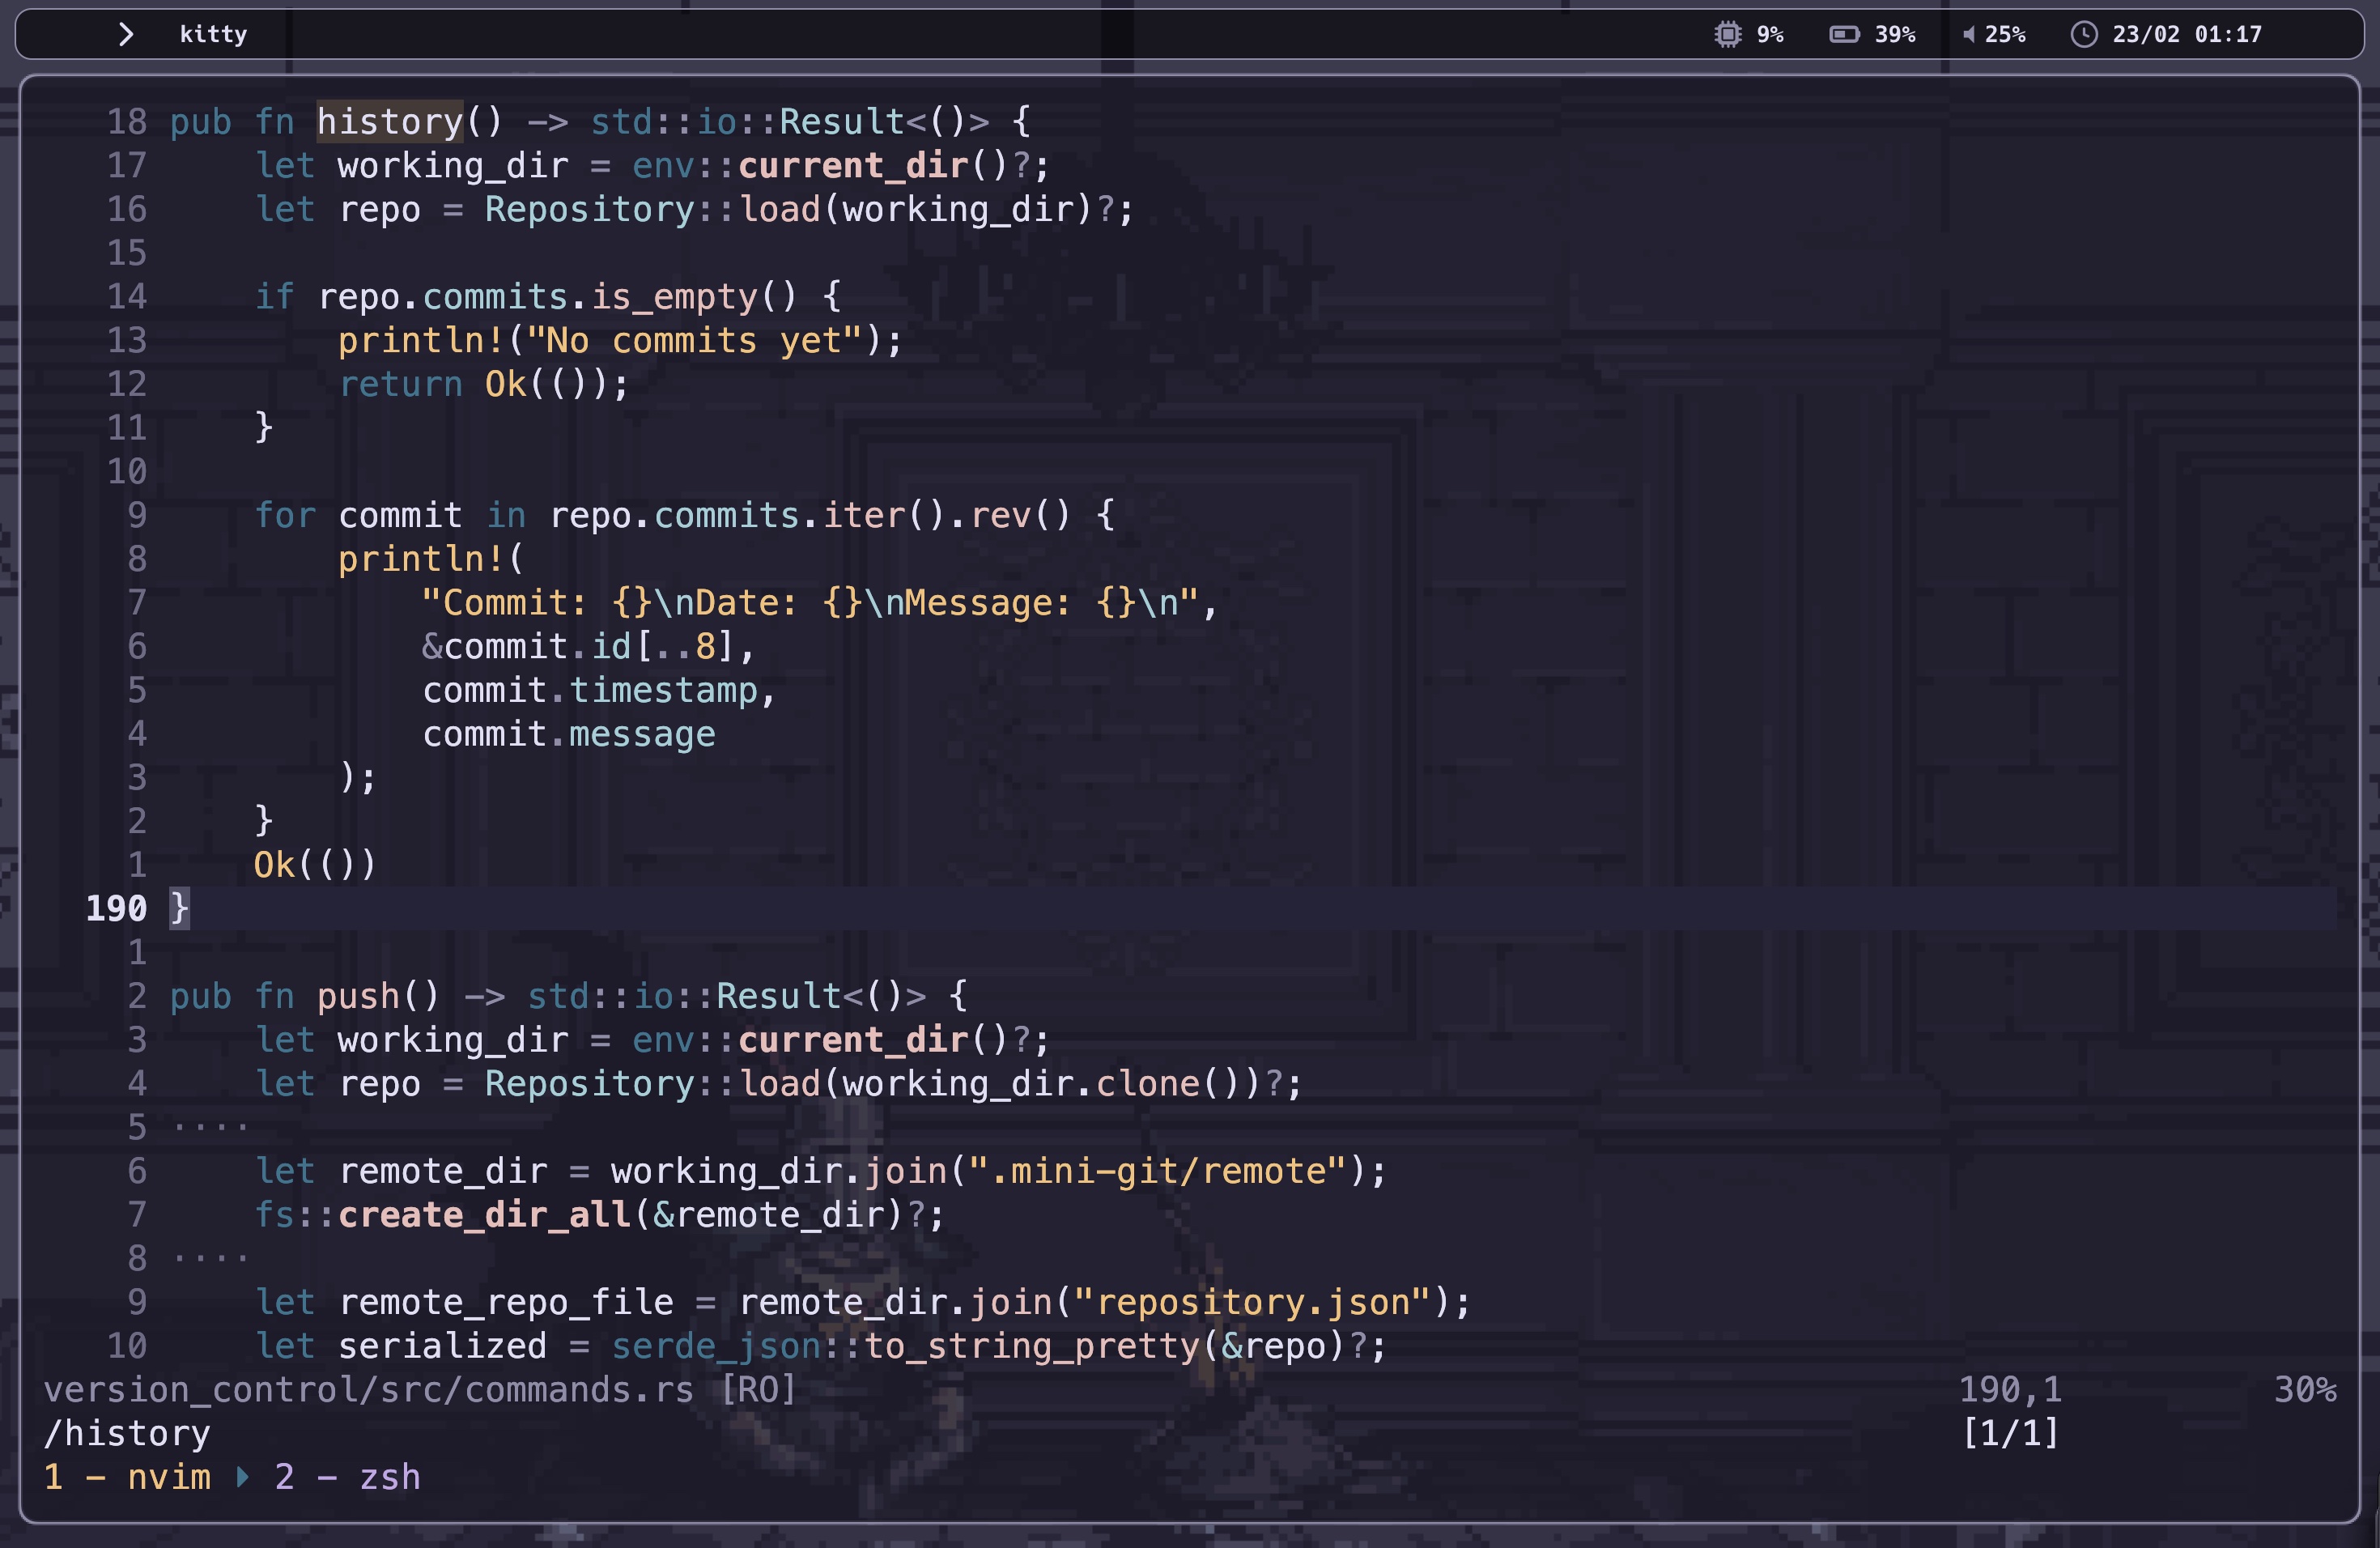 kitty 9% 39% 25% 23/02 01:17
18 pub fn history() -> std::io::Result<()> {
17     let working_dir = env::current_dir()?;
16     let repo = Repository::load(working_dir)?;
15
14     if repo.commits.is_empty() {
13         println!("No commits yet");
12         return Ok(());
11     }
10
9     for commit in repo.commits.iter().rev() {
8         println!(
7             "Commit: {}\nDate: {}\nMessage: {}\n",
6             &commit.id[..8],
5             commit.timestamp,
4             commit.message
3         );
2     }
1     Ok(())
190 }
1
2 pub fn push() -> std::io::Result<()> {
3     let working_dir = env::current_dir()?;
4     let repo = Repository::load(working_dir.clone())?;
5 ····
6     let remote_dir = working_dir.join(".mini-git/remote");
7     fs::create_dir_all(&remote_dir)?;
8 ····
9     let remote_repo_file = remote_dir.join("repository.json");
10     let serialized = serde_json::to_string_pretty(&repo)?;
version_control/src/commands.rs [RO] 190,1 30%
/history [1/1]
1 - nvim 2 - zsh